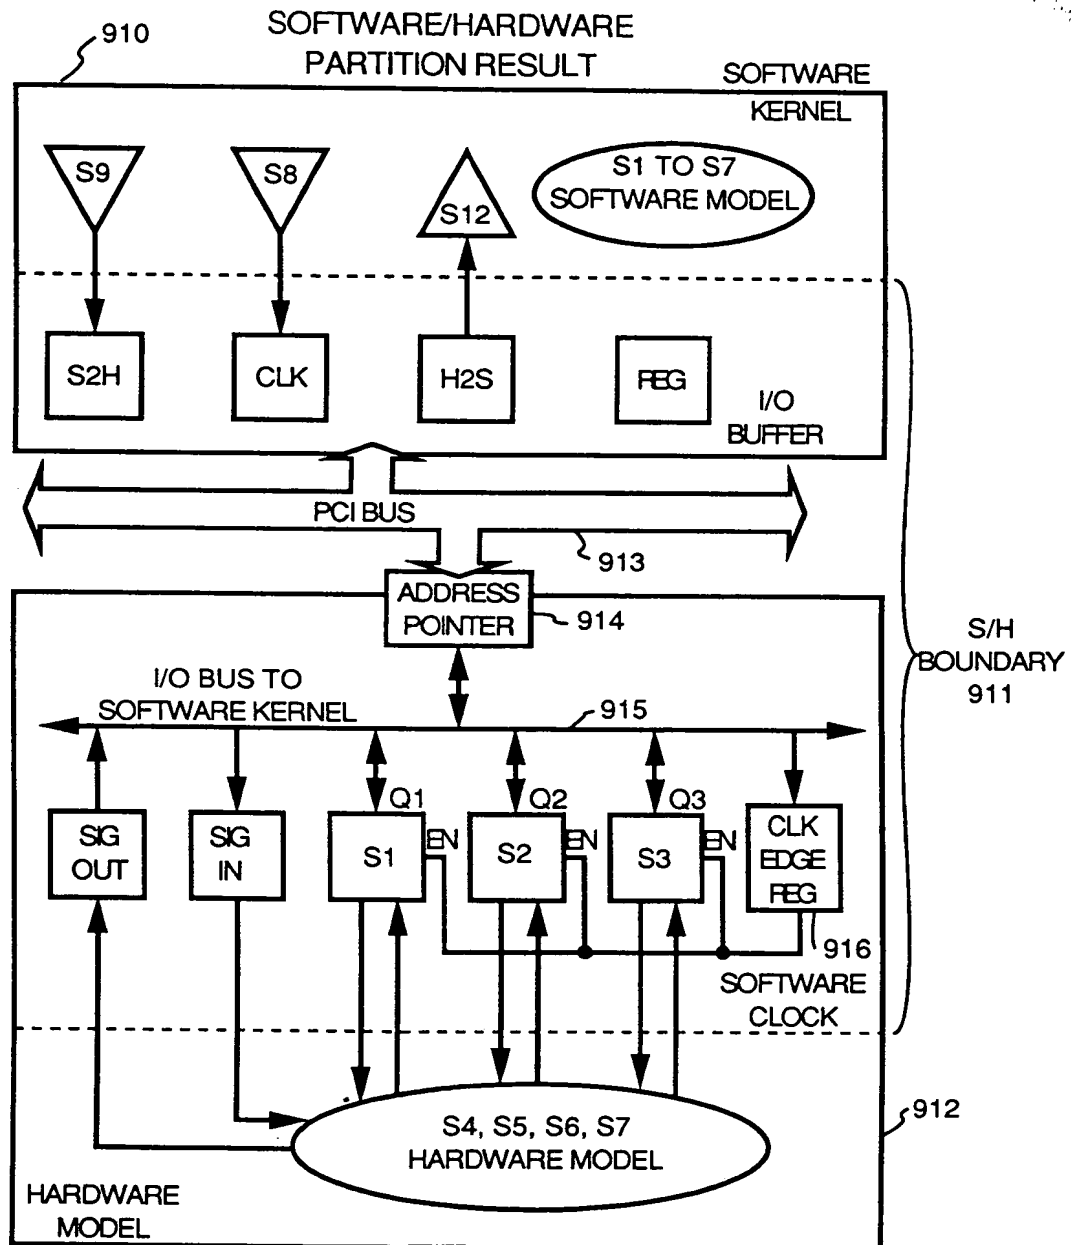 SOFTWARE/HARDWARE
PARTITION RESULT
910
SOFTWARE
KERNEL
S9
S8
S12
S1 TO S7
SOFTWARE MODEL
S2H
CLK
H2S
REG
I/O
BUFFER
PCI BUS
913
ADDRESS
POINTER
914
S/H
BOUNDARY
911
I/O BUS TO
SOFTWARE KERNEL
915
SIG
OUT
SIG
IN
Q1
S1
EN
Q2
S2
EN
Q3
S3
EN
CLK
EDGE
REG
916
SOFTWARE
CLOCK
S4, S5, S6, S7
HARDWARE MODEL
912
HARDWARE
MODEL